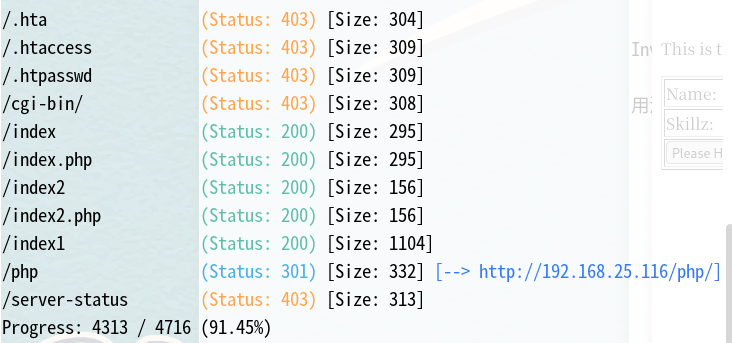 /.hta (Status: 403) [Size: 304]
/.htaccess (Status: 403) [Size: 309]
/.htpasswd (Status: 403) [Size: 309]
/cgi-bin/ (Status: 403) [Size: 308]
/index (Status: 200) [Size: 295]
/index.php (Status: 200) [Size: 295]
/index2 (Status: 200) [Size: 156]
/index2.php (Status: 200) [Size: 156]
/index1 (Status: 200) [Size: 1104]
/php (Status: 301) [Size: 332] [--> http://192.168.25.116/php/]
/server-status (Status: 403) [Size: 313]
Progress: 4313 / 4716 (91.45%)
This is t
Name:
Skillz:
Please H